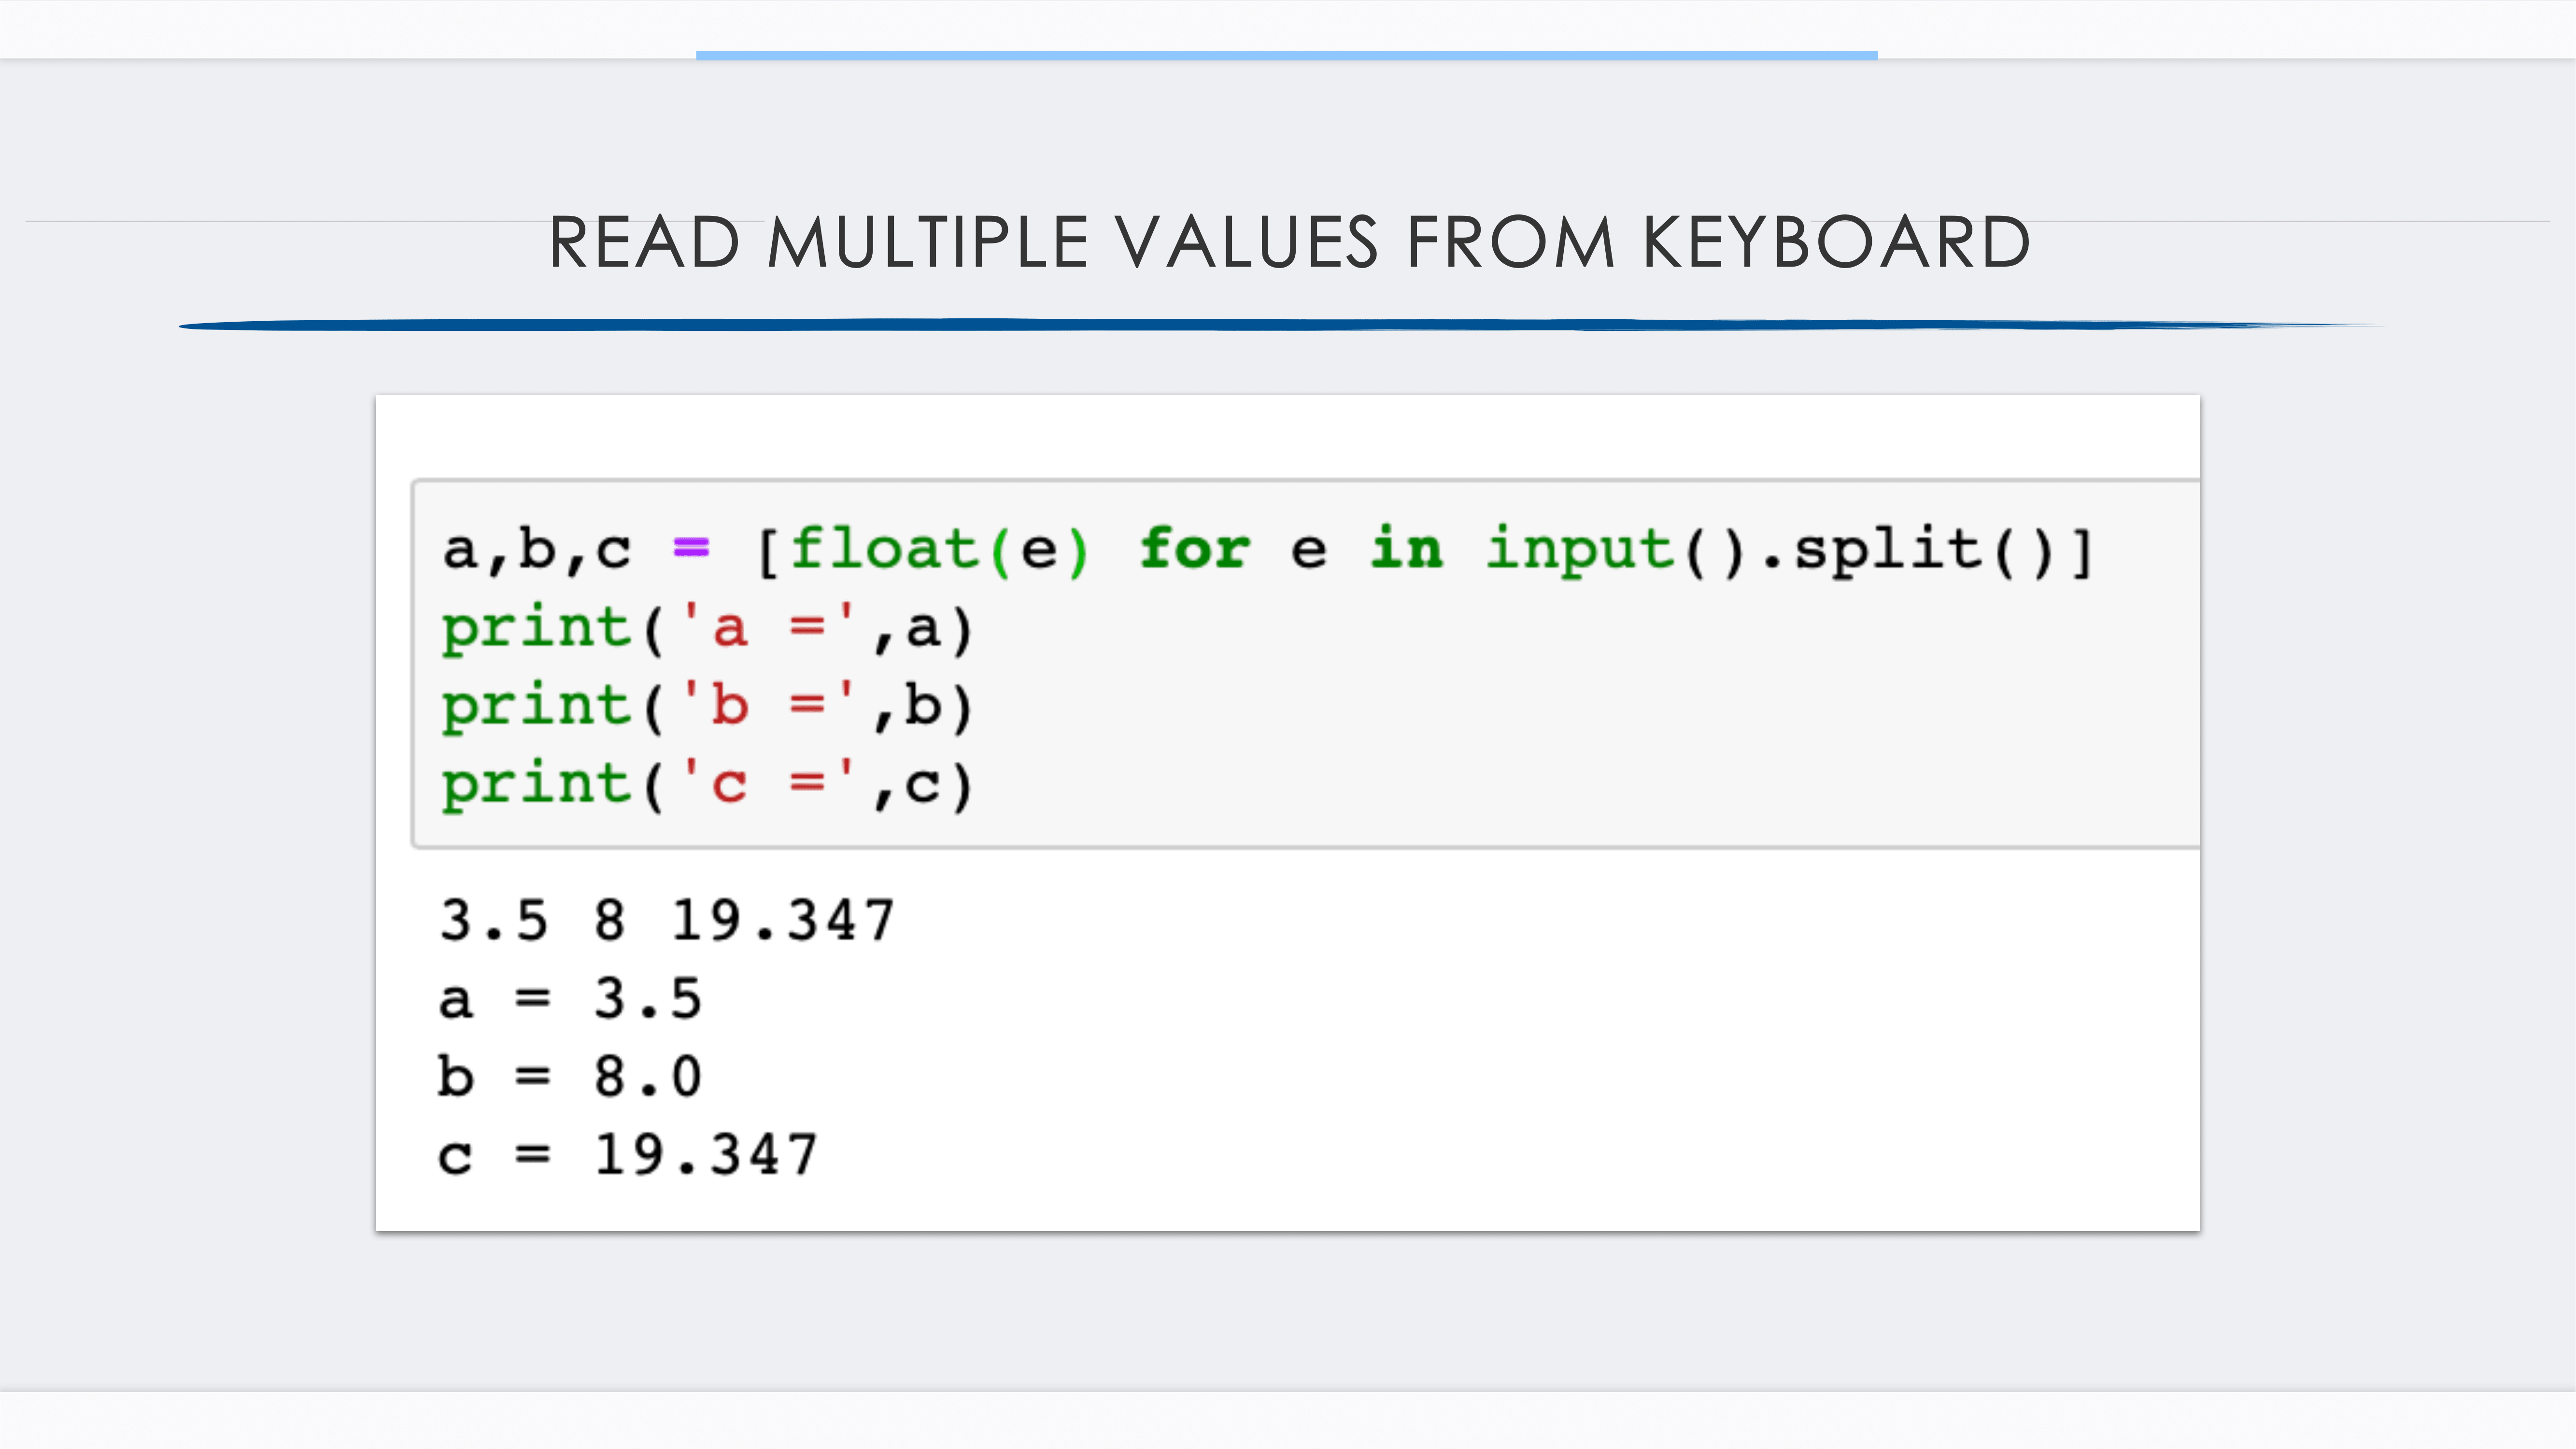 READ MULTIPLE VALUES FROM KEYBOARD
a,b,c = [float(e) for e in input().split()]
print('a =',a)
print('b =',b)
print('c =',c)
3.5 8 19.347
a = 3.5
b = 8.0
c = 19.347